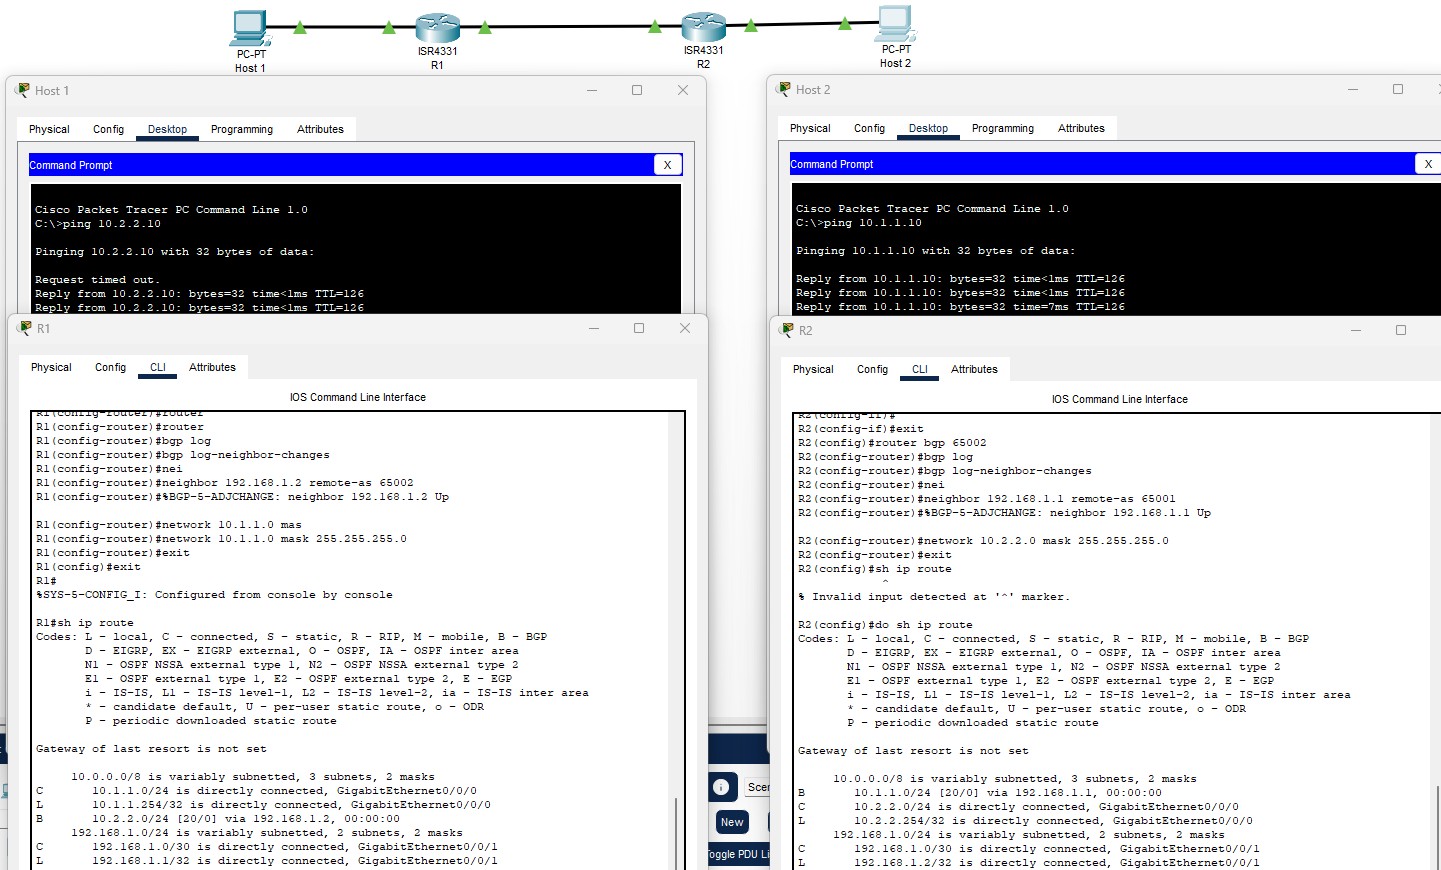 PC-PT
Host 1
ISR4331
R1
ISR4331
R2
PC-PT
Host 2
Host 1
Physical Config Desktop Programming Attributes
Command Prompt
X
Cisco Packet Tracer PC Command Line 1.0
C:\>ping 10.2.2.10
Pinging 10.2.2.10 with 32 bytes of data:
Request timed out.
Reply from 10.2.2.10: bytes=32 time<1ms TTL=126
Reply from 10.2.2.10: bytes=32 time<1ms TTL=126
Host 2
Physical Config Desktop Programming Attributes
Command Prompt
X
Cisco Packet Tracer PC Command Line 1.0
C:\>ping 10.1.1.10
Pinging 10.1.1.10 with 32 bytes of data:
Reply from 10.1.1.10: bytes=32 time<1ms TTL=126
Reply from 10.1.1.10: bytes=32 time<1ms TTL=126
Reply from 10.1.1.10: bytes=32 time=7ms TTL=126
R1
Physical Config CLI Attributes
IOS Command Line Interface
R1(config-router)#router
R1(config-router)#router
R1(config-router)#bgp log
R1(config-router)#bgp log-neighbor-changes
R1(config-router)#nei
R1(config-router)#neighbor 192.168.1.2 remote-as 65002
R1(config-router)#%BGP-5-ADJCHANGE: neighbor 192.168.1.2 Up
R1(config-router)#network 10.1.1.0 mas
R1(config-router)#network 10.1.1.0 mask 255.255.255.0
R1(config-router)#exit
R1(config)#exit
R1#
%SYS-5-CONFIG_I: Configured from console by console
R1#sh ip route
Codes: L - local, C - connected, S - static, R - RIP, M - mobile, B - BGP
D - EIGRP, EX - EIGRP external, O - OSPF, IA - OSPF inter area
N1 - OSPF NSSA external type 1, N2 - OSPF NSSA external type 2
E1 - OSPF external type 1, E2 - OSPF external type 2, E - EGP
i - IS-IS, L1 - IS-IS level-1, L2 - IS-IS level-2, ia - IS-IS inter area
* - candidate default, U - per-user static route, o - ODR
P - periodic downloaded static route
Gateway of last resort is not set
10.0.0.0/8 is variably subnetted, 3 subnets, 2 masks
C 10.1.1.0/24 is directly connected, GigabitEthernet0/0/0
L 10.1.1.254/32 is directly connected, GigabitEthernet0/0/0
B 10.2.2.0/24 [20/0] via 192.168.1.2, 00:00:00
192.168.1.0/24 is variably subnetted, 2 subnets, 2 masks
C 192.168.1.0/30 is directly connected, GigabitEthernet0/0/1
L 192.168.1.1/32 is directly connected, GigabitEthernet0/0/1
R2
Physical Config CLI Attributes
IOS Command Line Interface
R2(config-if)#
R2(config-if)#exit
R2(config)#router bgp 65002
R2(config-router)#bgp log
R2(config-router)#bgp log-neighbor-changes
R2(config-router)#nei
R2(config-router)#neighbor 192.168.1.1 remote-as 65001
R2(config-router)#%BGP-5-ADJCHANGE: neighbor 192.168.1.1 Up
R2(config-router)#network 10.2.2.0 mask 255.255.255.0
R2(config-router)#exit
R2(config)#sh ip route
^
% Invalid input detected at '^' marker.
R2(config)#do sh ip route
Codes: L - local, C - connected, S - static, R - RIP, M - mobile, B - BGP
D - EIGRP, EX - EIGRP external, O - OSPF, IA - OSPF inter area
N1 - OSPF NSSA external type 1, N2 - OSPF NSSA external type 2
E1 - OSPF external type 1, E2 - OSPF external type 2, E - EGP
i - IS-IS, L1 - IS-IS level-1, L2 - IS-IS level-2, ia - IS-IS inter area
* - candidate default, U - per-user static route, o - ODR
P - periodic downloaded static route
Gateway of last resort is not set
10.0.0.0/8 is variably subnetted, 3 subnets, 2 masks
B 10.1.1.0/24 [20/0] via 192.168.1.1, 00:00:00
C 10.2.2.0/24 is directly connected, GigabitEthernet0/0/0
L 10.2.2.254/32 is directly connected, GigabitEthernet0/0/0
192.168.1.0/24 is variably subnetted, 2 subnets, 2 masks
C 192.168.1.0/30 is directly connected, GigabitEthernet0/0/1
L 192.168.1.2/32 is directly connected, GigabitEthernet0/0/1
New
PDU